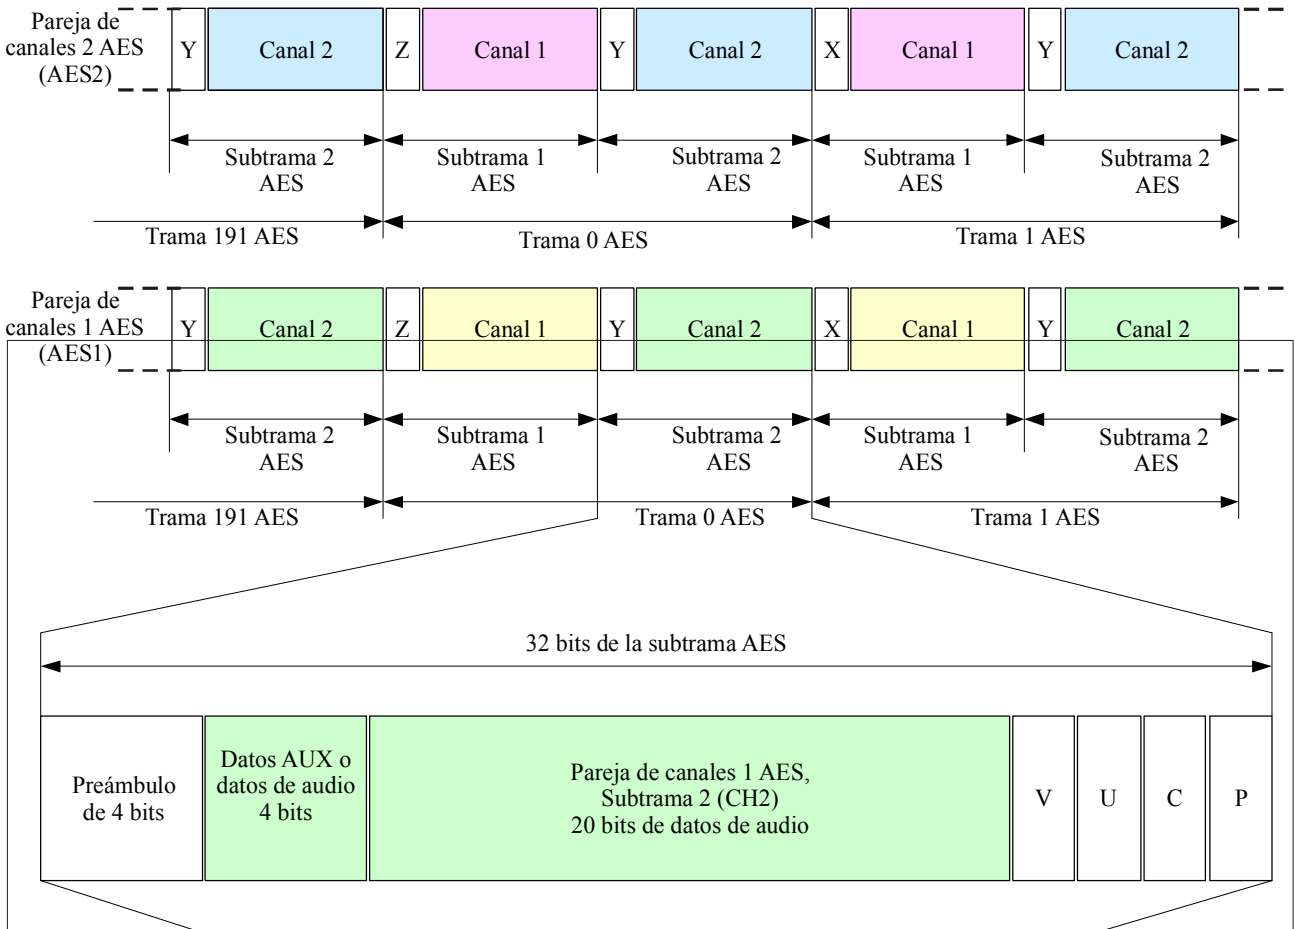 Pareja de
canales 2 AES
(AES2)
Y Canal 2 Z Canal 1 Y Canal 2 X Canal 1 Y Canal 2
Subtrama 2
AES
Subtrama 1
AES
Subtrama 2
AES
Subtrama 1
AES
Subtrama 2
AES
Trama 191 AES Trama 0 AES Trama 1 AES
Pareja de
canales 1 AES
(AES1)
Y Canal 2 Z Canal 1 Y Canal 2 X Canal 1 Y Canal 2
Subtrama 2
AES
Subtrama 1
AES
Subtrama 2
AES
Subtrama 1
AES
Subtrama 2
AES
Trama 191 AES Trama 0 AES Trama 1 AES
32 bits de la subtrama AES
Preámbulo
de 4 bits
Datos AUX o
datos de audio
4 bits
Pareja de canales 1 AES,
Subtrama 2 (CH2)
20 bits de datos de audio
V U C P